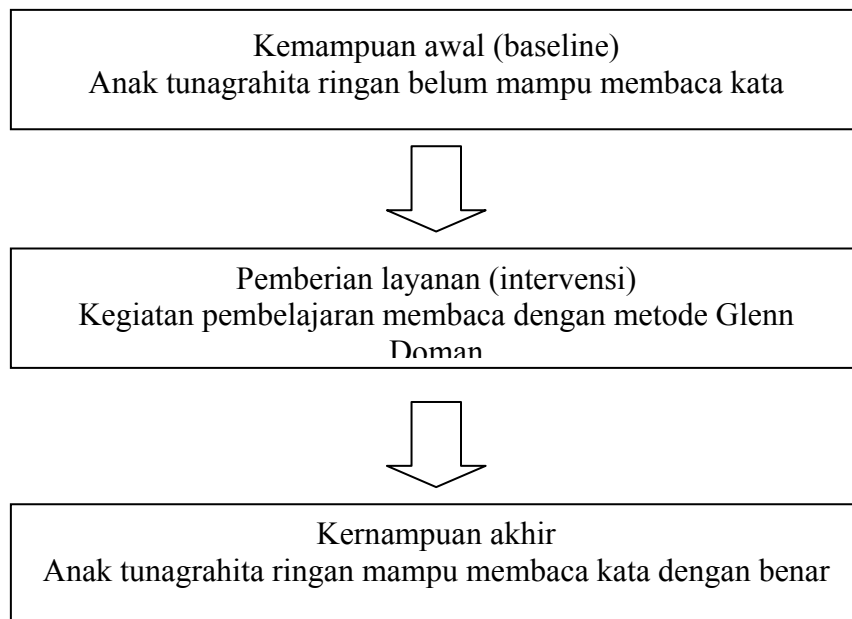 Kemampuan awal (baseline)
Anak tunagrahita ringan belum mampu membaca kata
Pemberian layanan (intervensi)
Kegiatan pembelajaran membaca dengan metode Glenn
Doman
Kernampuan akhir
Anak tunagrahita ringan mampu membaca kata dengan benar